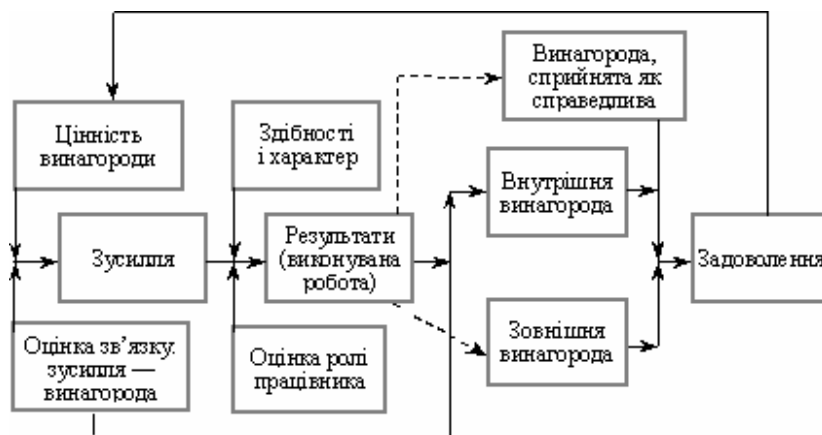 Цінність
винагороди
Здібності
і характер
Винагорода,
сприйнята як
справедлива
Внутрішня
винагорода
Зусилля
Результати
(виконувана
робота)
Задоволення
Оцінка зв’язку:
зусилля —
винагорода
Оцінка ролі
працівника
Зовнішня
винагорода